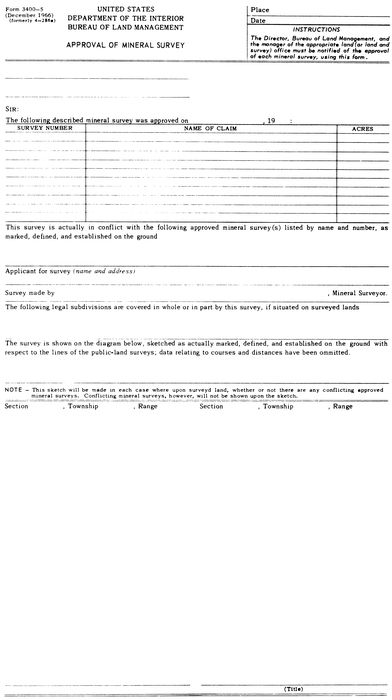 Form 3400-5
(December 1966)
(formerly 4-286a)
UNITED STATES
DEPARTMENT OF THE INTERIOR
BUREAU OF LAND MANAGEMENT
APPROVAL OF MINERAL SURVEY
Place
Date
INSTRUCTIONS
The Director, Bureau of Land Management, and
the manager of the appropriate land (or land and
survey) office must be notified of the approval
of each mineral survey, using this form.
SIR:
The following described mineral survey was approved on , 19 :
SURVEY NUMBER NAME OF CLAIM ACRES
This survey is actually in conflict with the following approved mineral survey(s) listed by name and number, as
marked, defined, and established on the ground
Applicant for survey (name and address)
Survey made by , Mineral Surveyor.
The following legal subdivisions are covered in whole or in part by this survey, if situated on surveyed lands
The survey is shown on the diagram below, sketched as actually marked, defined, and established on the ground with
respect to the lines of the public-land surveys; data relating to courses and distances have been ommitted.
NOTE – This sketch will be made in each case where upon surveyd land, whether or not there are any conflicting approved
mineral surveys. Conflicting mineral surveys, however, will not be shown upon the sketch.
Section , Township , Range Section , Township , Range
(Title)